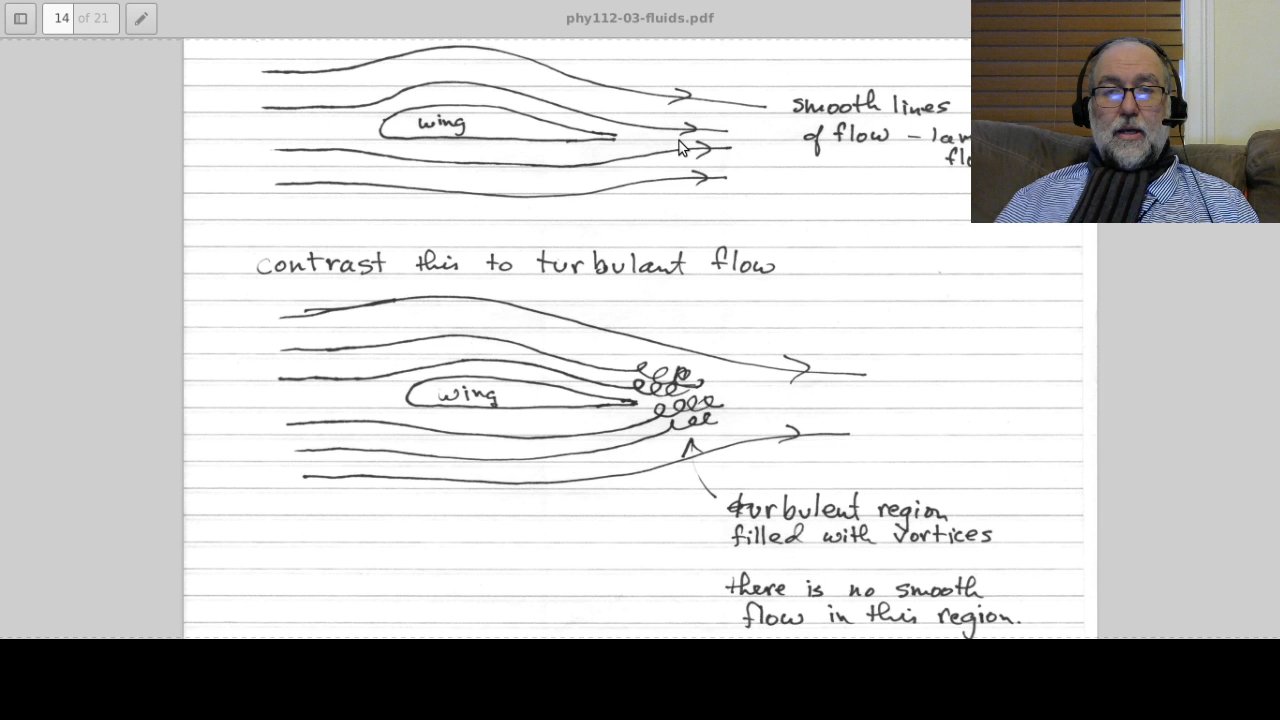 14 of 21
phy112-03-fluids.pdf
wing
smooth lines
of flow -
contrast this to turbulant flow
wing
turbulent region
filled with vortices
there is no smooth
flow in this region.